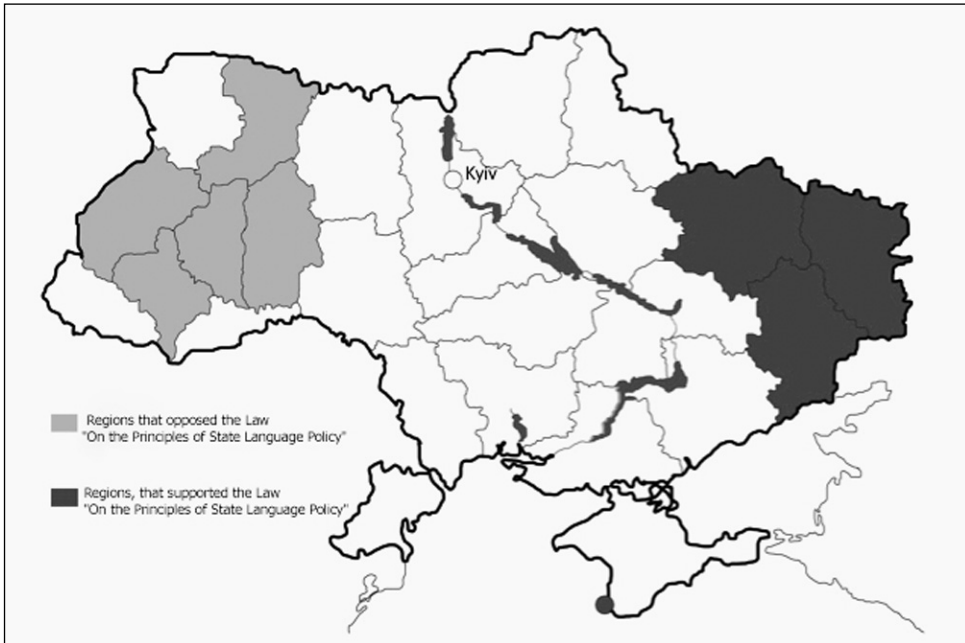 Kyiv
Regions that opposed the Law
"On the Principles of State Language Policy"
Regions, that supported the Law
"On the Principles of State Language Policy"